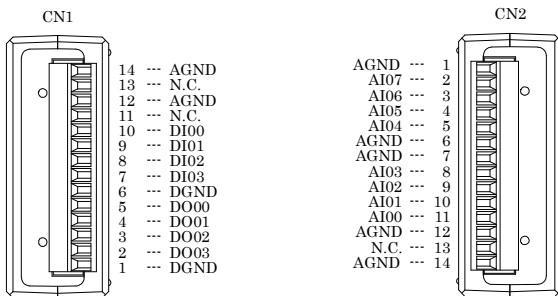 CN1
14 --- AGND
13 --- N.C.
12 --- AGND
11 --- N.C.
10 --- DI00
9 --- DI01
8 --- DI02
7 --- DI03
6 --- DGND
5 --- DO00
4 --- DO01
3 --- DO02
2 --- DO03
1 --- DGND
CN2
AGND --- 1
AI07 --- 2
AI06 --- 3
AI05 --- 4
AI04 --- 5
AGND --- 6
AGND --- 7
AI03 --- 8
AI02 --- 9
AI01 --- 10
AI00 --- 11
AGND --- 12
N.C. --- 13
AGND --- 14